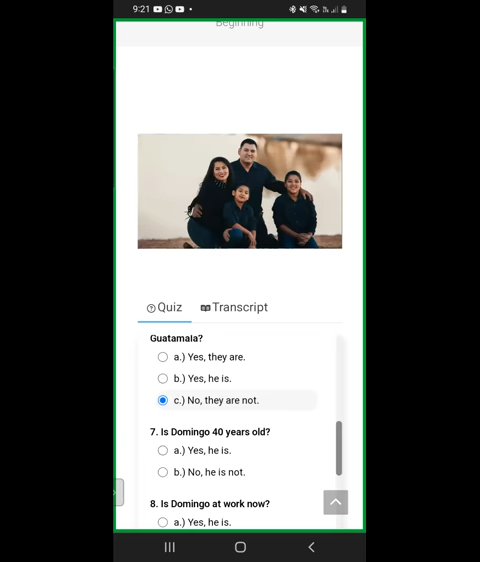 9:21
Beginning
Quiz
Transcript
Guatamala?
a.) Yes, they are.
b.) Yes, he is.
c.) No, they are not.
7. Is Domingo 40 years old?
a.) Yes, he is.
b.) No, he is not.
8. Is Domingo at work now?
a.) Yes, he is.